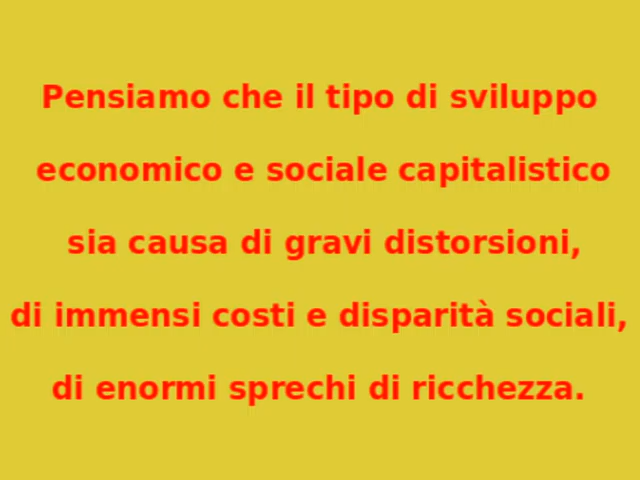 Pensiamo che il tipo di sviluppo
economico e sociale capitalistico
sia causa di gravi distorsioni,
di immensi costi e disparità sociali,
di enormi sprechi di ricchezza.